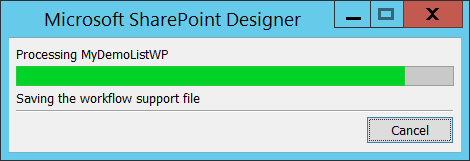 Microsoft SharePoint Designer
Processing MyDemoListWP
Saving the workflow support file
Cancel